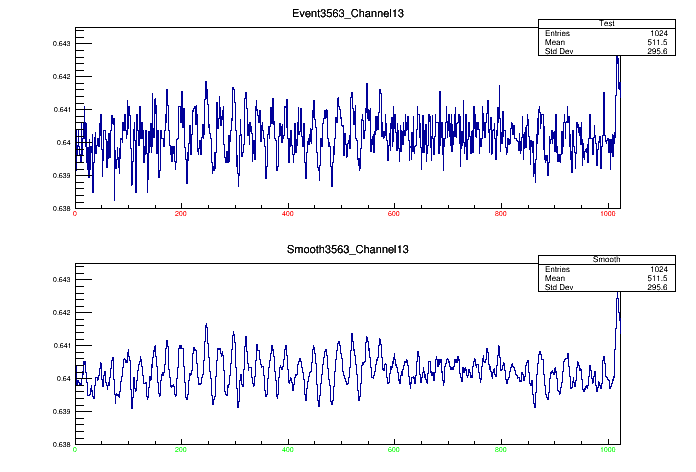 Event3563_Channel13
Test
Entries 1024
Mean 511.5
Std Dev 295.6
0.643
0.642
0.641
0.64
0.639
0.638
0 200 400 600 800 1000
Smooth3563_Channel13
Smooth
Entries 1024
Mean 511.5
Std Dev 295.6
0.643
0.642
0.641
0.64
0.639
0.638
0 200 400 600 800 1000